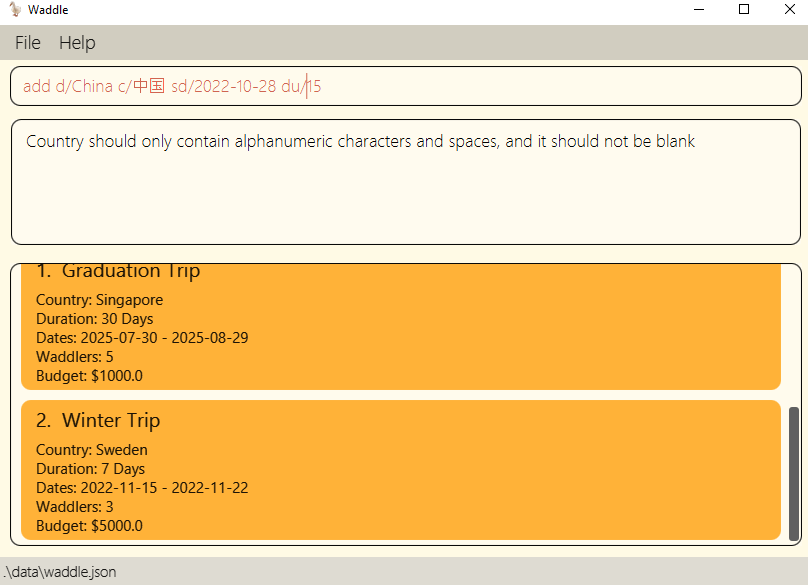 Waddle
File Help
add d/China c/中国 sd/2022-10-28 du/15
Country should only contain alphanumeric characters and spaces, and it should not be blank
1. Graduation Trip
Country: Singapore
Duration: 30 Days
Dates: 2025-07-30 - 2025-08-29
Waddlers: 5
Budget: $1000.0
2. Winter Trip
Country: Sweden
Duration: 7 Days
Dates: 2022-11-15 - 2022-11-22
Waddlers: 3
Budget: $5000.0
.\data\waddle.json